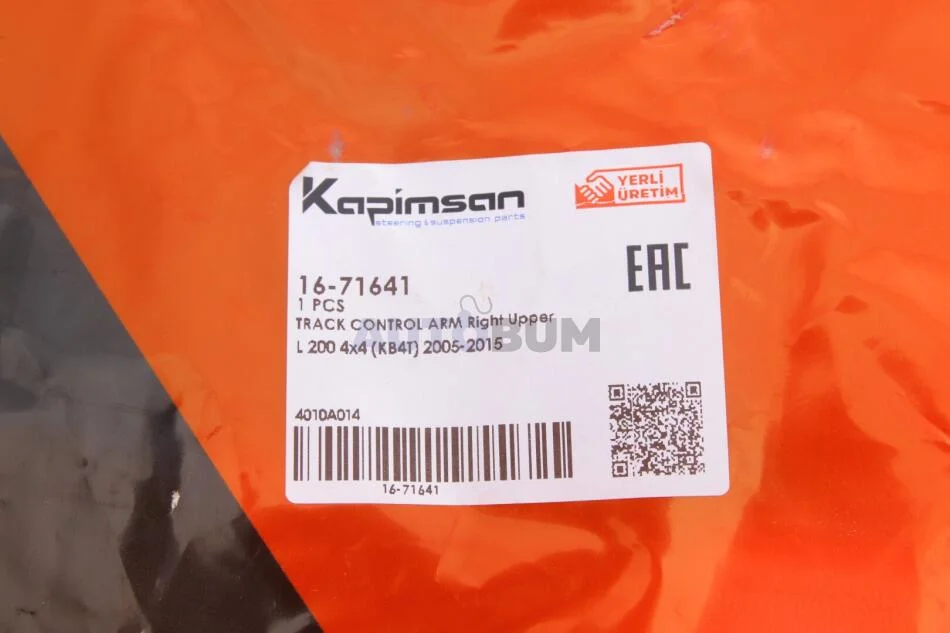 Kapimsan
steering & suspension parts
YERLİ
ÜRETİM
EAC
16-71641
1 PCS
TRACK CONTROL ARM Right Upper
AUTOBUM
L 200 4x4 (KB4T) 2005-2015
4010A014
16-71641